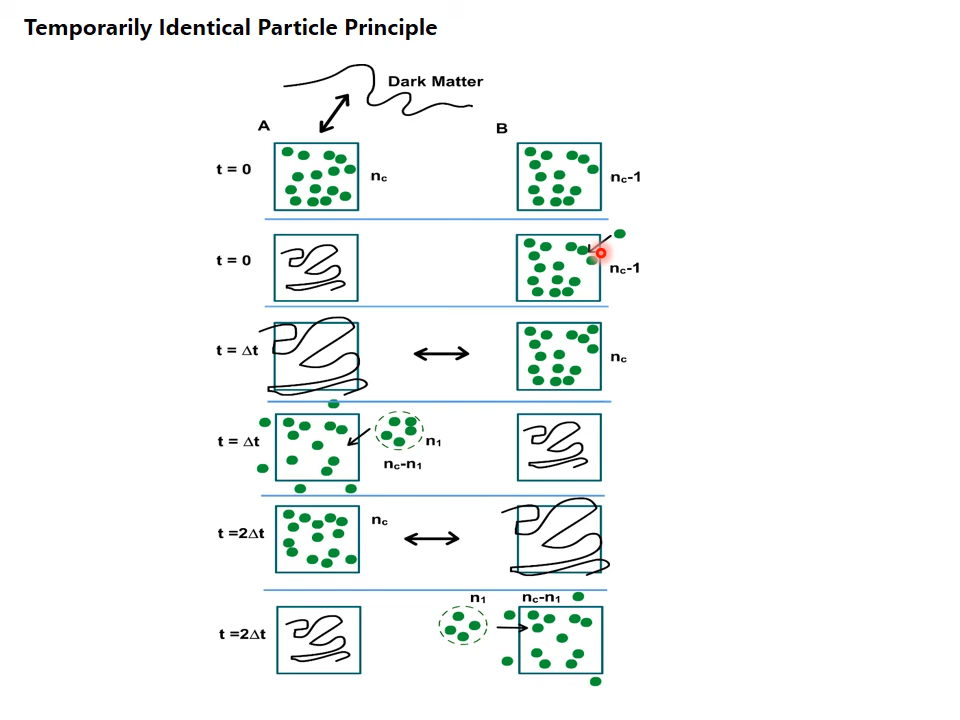 Temporarily Identical Particle Principle
Dark Matter
A
B
t = 0
nc
nc-1
t = 0
nc-1
t = Δt
nc
t = Δt
n1
nc-n1
t =2Δt
nc
n1
nc-n1
t =2Δt